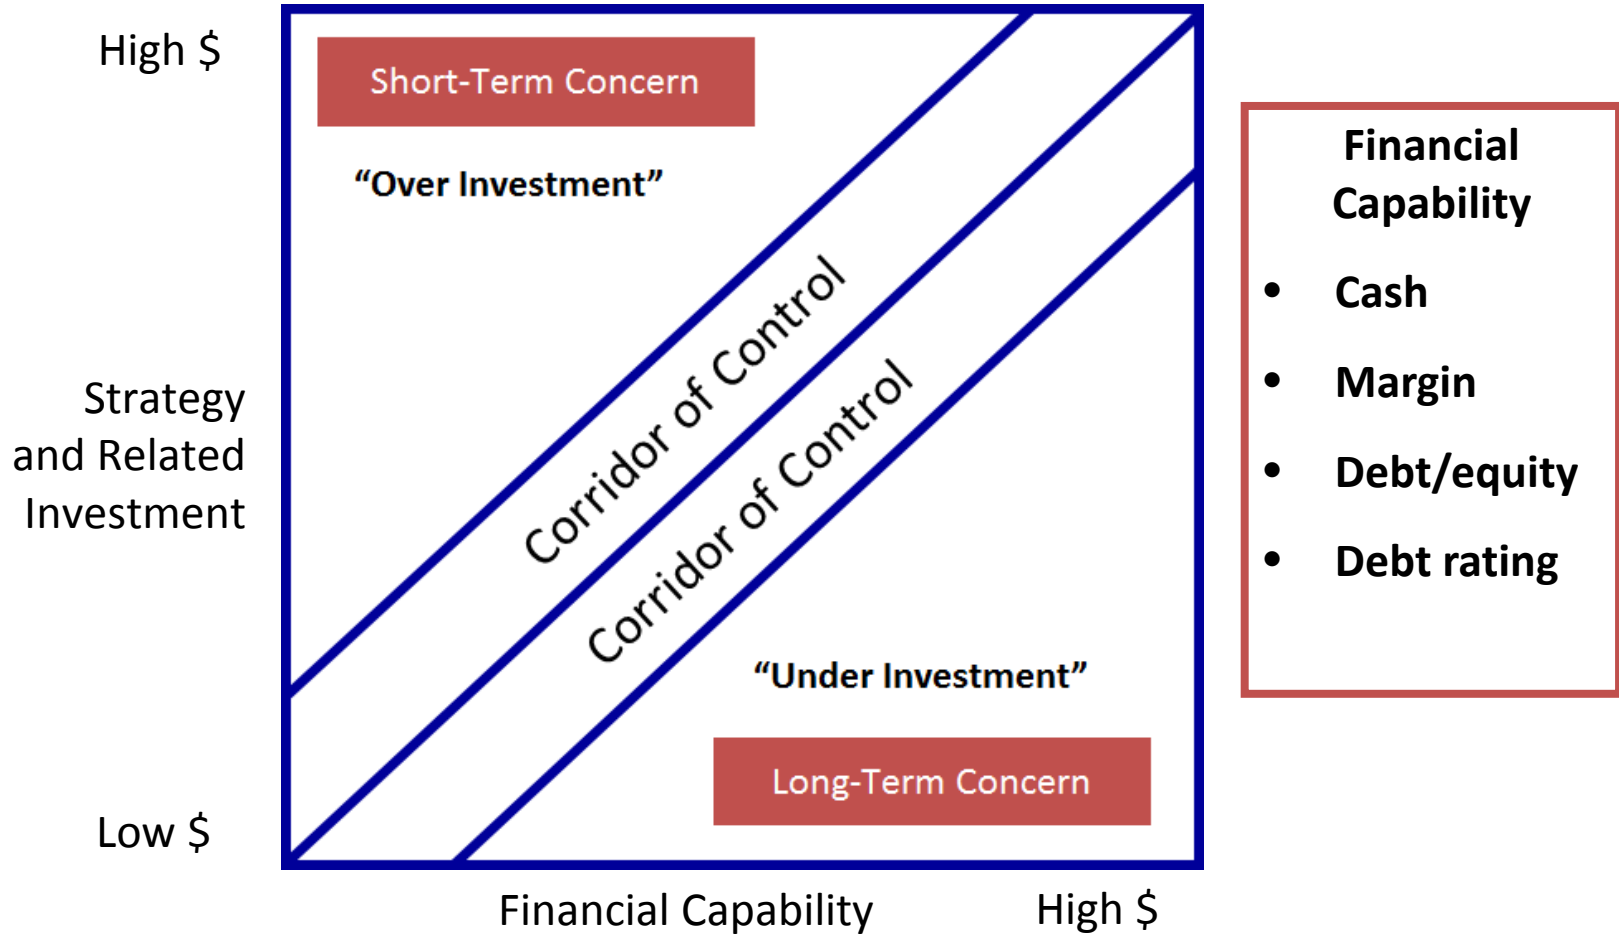 High $
Short-Term Concern
“Over Investment”
Strategy
and Related
Investment
Corridor of Control
Corridor of Control
“Under Investment”
Long-Term Concern
Low $
Financial Capability
High $
Financial
Capability
• Cash
• Margin
• Debt/equity
• Debt rating